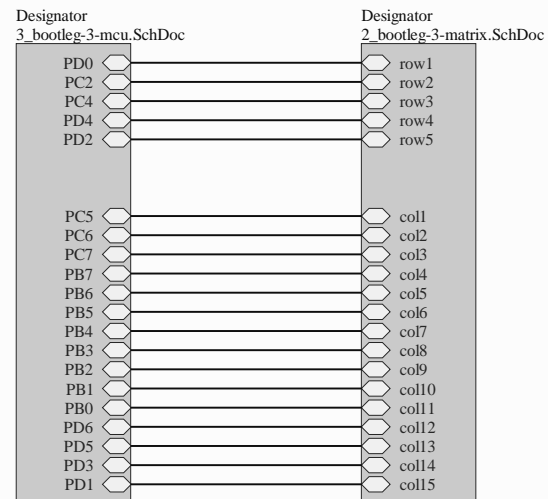 Designator Designator
3_bootleg-3-mcu.SchDoc 2_bootleg-3-matrix.SchDoc
PD0 row1
PC2 row2
PC4 row3
PD4 row4
PD2 row5
PC5 col1
PC6 col2
PC7 col3
PB7 col4
PB6 col5
PB5 col6
PB4 col7
PB3 col8
PB2 col9
PB1 col10
PB0 col11
PD6 col12
PD5 col13
PD3 col14
PD1 col15